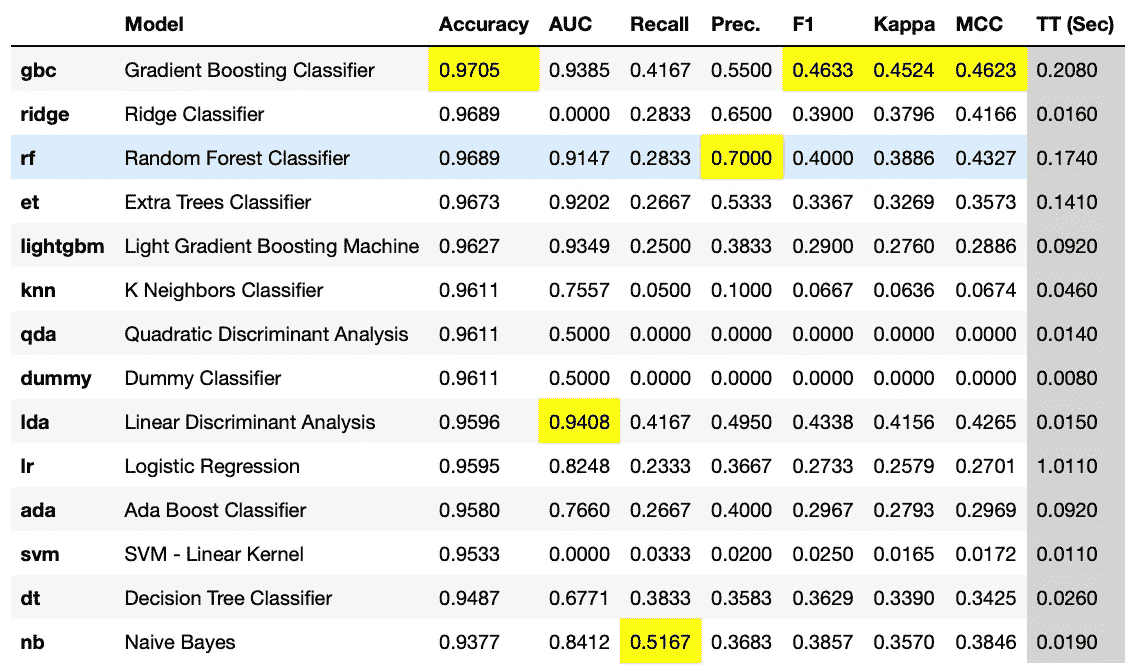 Model Accuracy AUC Recall Prec. F1 Kappa MCC TT (Sec)
gbc Gradient Boosting Classifier 0.9705 0.9385 0.4167 0.5500 0.4633 0.4524 0.4623 0.2080
ridge Ridge Classifier 0.9689 0.0000 0.2833 0.6500 0.3900 0.3796 0.4166 0.0160
rf Random Forest Classifier 0.9689 0.9147 0.2833 0.7000 0.4000 0.3886 0.4327 0.1740
et Extra Trees Classifier 0.9673 0.9202 0.2667 0.5333 0.3367 0.3269 0.3573 0.1410
lightgbm Light Gradient Boosting Machine 0.9627 0.9349 0.2500 0.3833 0.2900 0.2760 0.2886 0.0920
knn K Neighbors Classifier 0.9611 0.7557 0.0500 0.1000 0.0667 0.0636 0.0674 0.0460
qda Quadratic Discriminant Analysis 0.9611 0.5000 0.0000 0.0000 0.0000 0.0000 0.0000 0.0140
dummy Dummy Classifier 0.9611 0.5000 0.0000 0.0000 0.0000 0.0000 0.0000 0.0080
lda Linear Discriminant Analysis 0.9596 0.9408 0.4167 0.4950 0.4338 0.4156 0.4265 0.0150
lr Logistic Regression 0.9595 0.8248 0.2333 0.3667 0.2733 0.2579 0.2701 1.0110
ada Ada Boost Classifier 0.9580 0.7660 0.2667 0.4000 0.2967 0.2793 0.2969 0.0920
svm SVM - Linear Kernel 0.9533 0.0000 0.0333 0.0200 0.0250 0.0165 0.0172 0.0110
dt Decision Tree Classifier 0.9487 0.6771 0.3833 0.3583 0.3629 0.3390 0.3425 0.0260
nb Naive Bayes 0.9377 0.8412 0.5167 0.3683 0.3857 0.3570 0.3846 0.0190